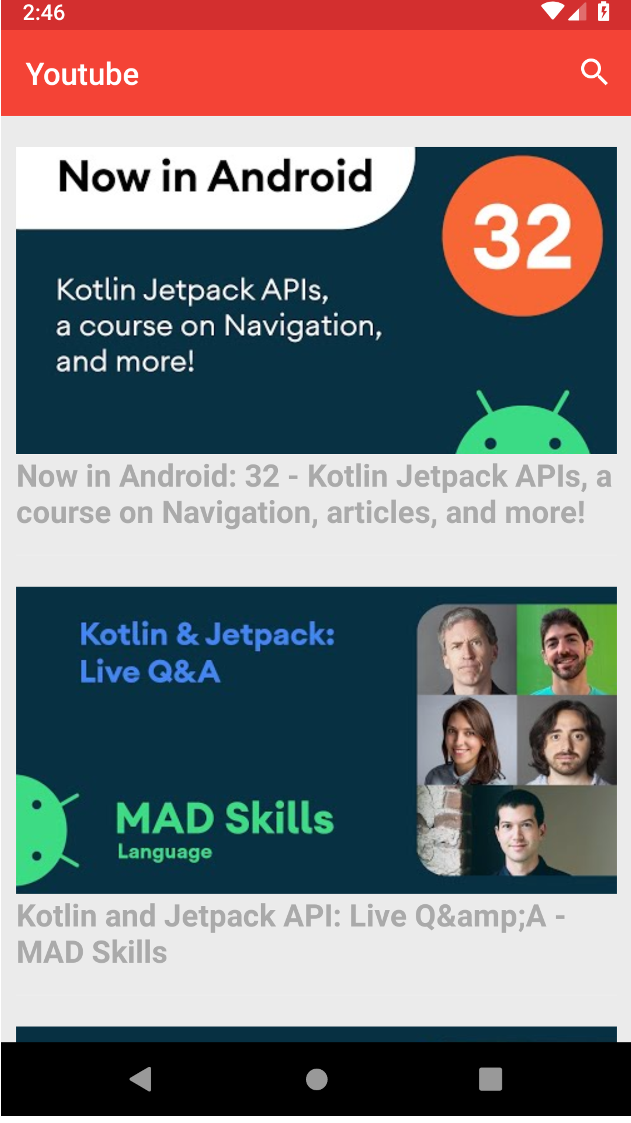 2:46
Youtube
Now in Android
32
Kotlin Jetpack APIs,
a course on Navigation,
and more!
Now in Android: 32 - Kotlin Jetpack APIs, a
course on Navigation, articles, and more!
Kotlin & Jetpack:
Live Q&A
MAD Skills
Language
Kotlin and Jetpack API: Live Q&amp;A -
MAD Skills